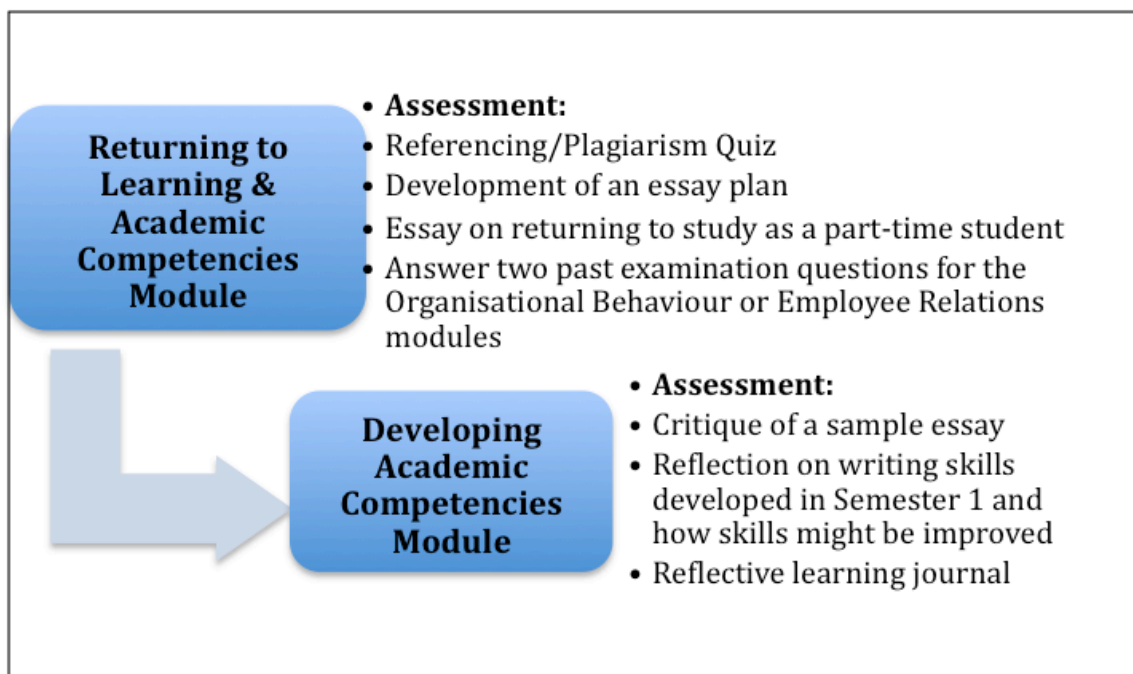 Returning to
Learning &
Academic
Competencies
Module
• Assessment:
• Referencing/Plagiarism Quiz
• Development of an essay plan
• Essay on returning to study as a part-time student
• Answer two past examination questions for the
Organisational Behaviour or Employee Relations
modules
Developing
Academic
Competencies
Module
• Assessment:
• Critique of a sample essay
• Reflection on writing skills
developed in Semester 1 and
how skills might be improved
• Reflective learning journal